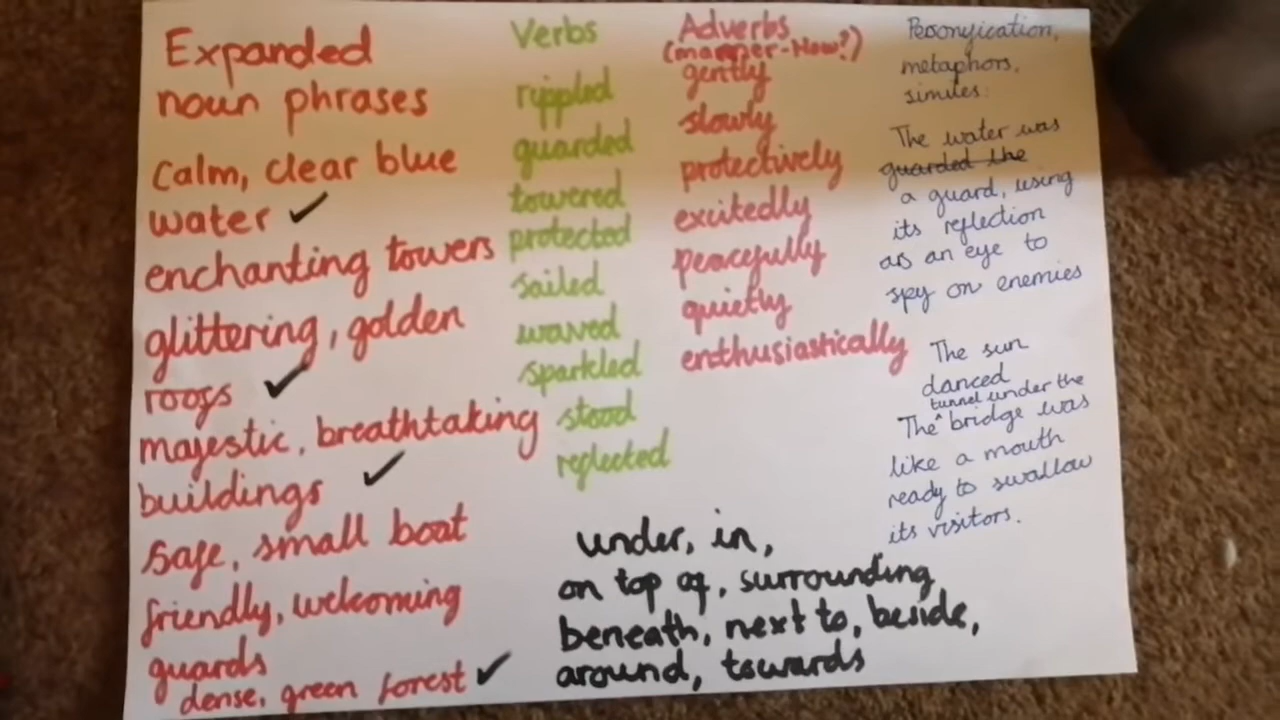 Expanded
noun phrases
calm, clear blue
water ✓
enchanting towers
glittering, golden
roofs ✓
majestic, breathtaking
buildings ✓
safe, small boat
friendly, welcoming
guards
dense, green forest ✓
Verbs
rippled
guarded
towered
protected
sailed
waved
sparkled
stood
reflected
Adverbs
(manner-How?)
gently
slowly
protectively
excitedly
peacefully
quietly
enthusiastically
Personyication,
metaphors,
similes.
The water was
guarded the
a guard, using
its reflection
as an eye to
spy on enemies
The sun
danced
tunnel under the
The ^ bridge was
like a mouth
ready to swallow
its visitors.
under, in,
on top of, surrounding
beneath, next to, beside,
around, towards